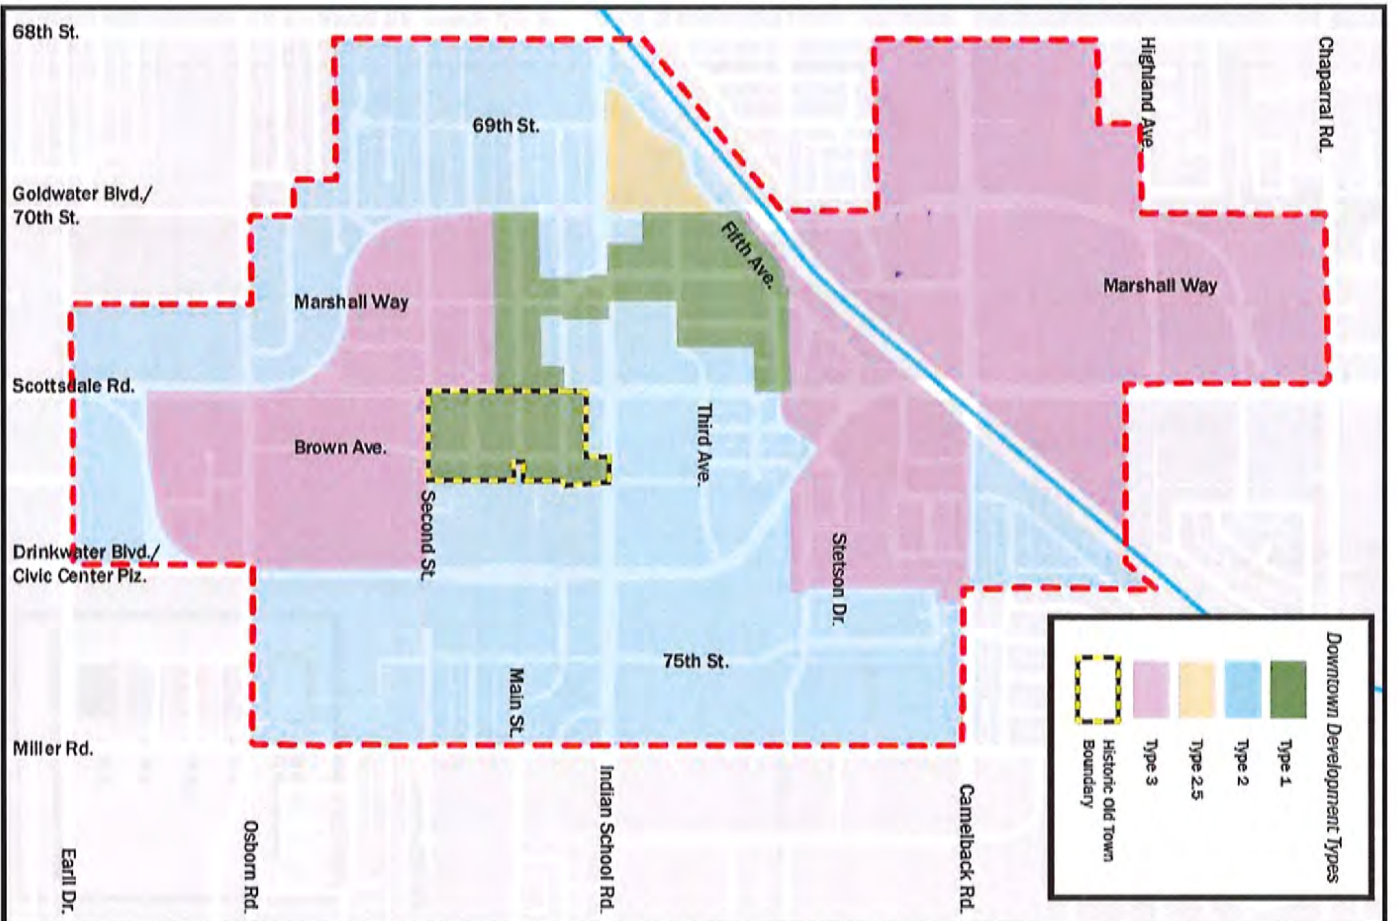 68th St.
Highland Ave.
Chaparral Rd.
69th St.
Goldwater Blvd./
70th St.
Fifth Ave.
Marshall Way
Marshall Way
Scottsdale Rd.
Brown Ave.
Third Ave.
Second St.
Drinkwater Blvd./
Civic Center Plz.
Stetson Dr.
75th St.
Main St.
Miller Rd.
Indian School Rd.
Camelback Rd.
Osborn Rd.
Earll Dr.
Downtown Development Types
Type 1
Type 2
Type 2.5
Type 3
Historic old Town
Boundary